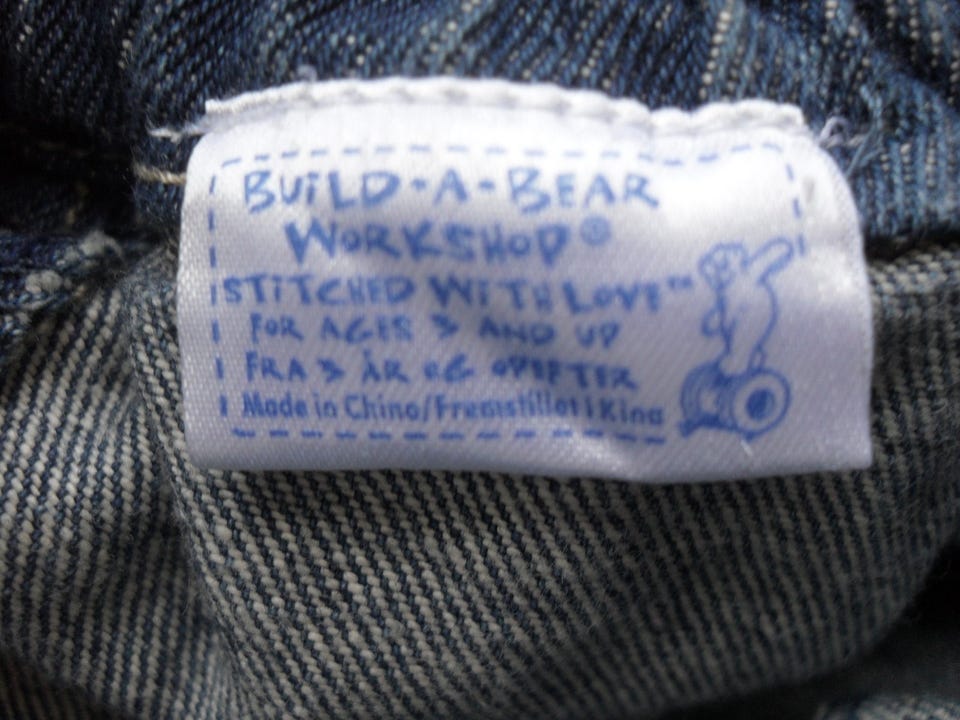 BUiLD-A-BEAR
WORKSHOP®
STiTCHED WiTH LOVE™
FOR AGES 3 AND UP
FRA 3 ÅR OG OPEFTER
Made in China/Fremstillet i Kina